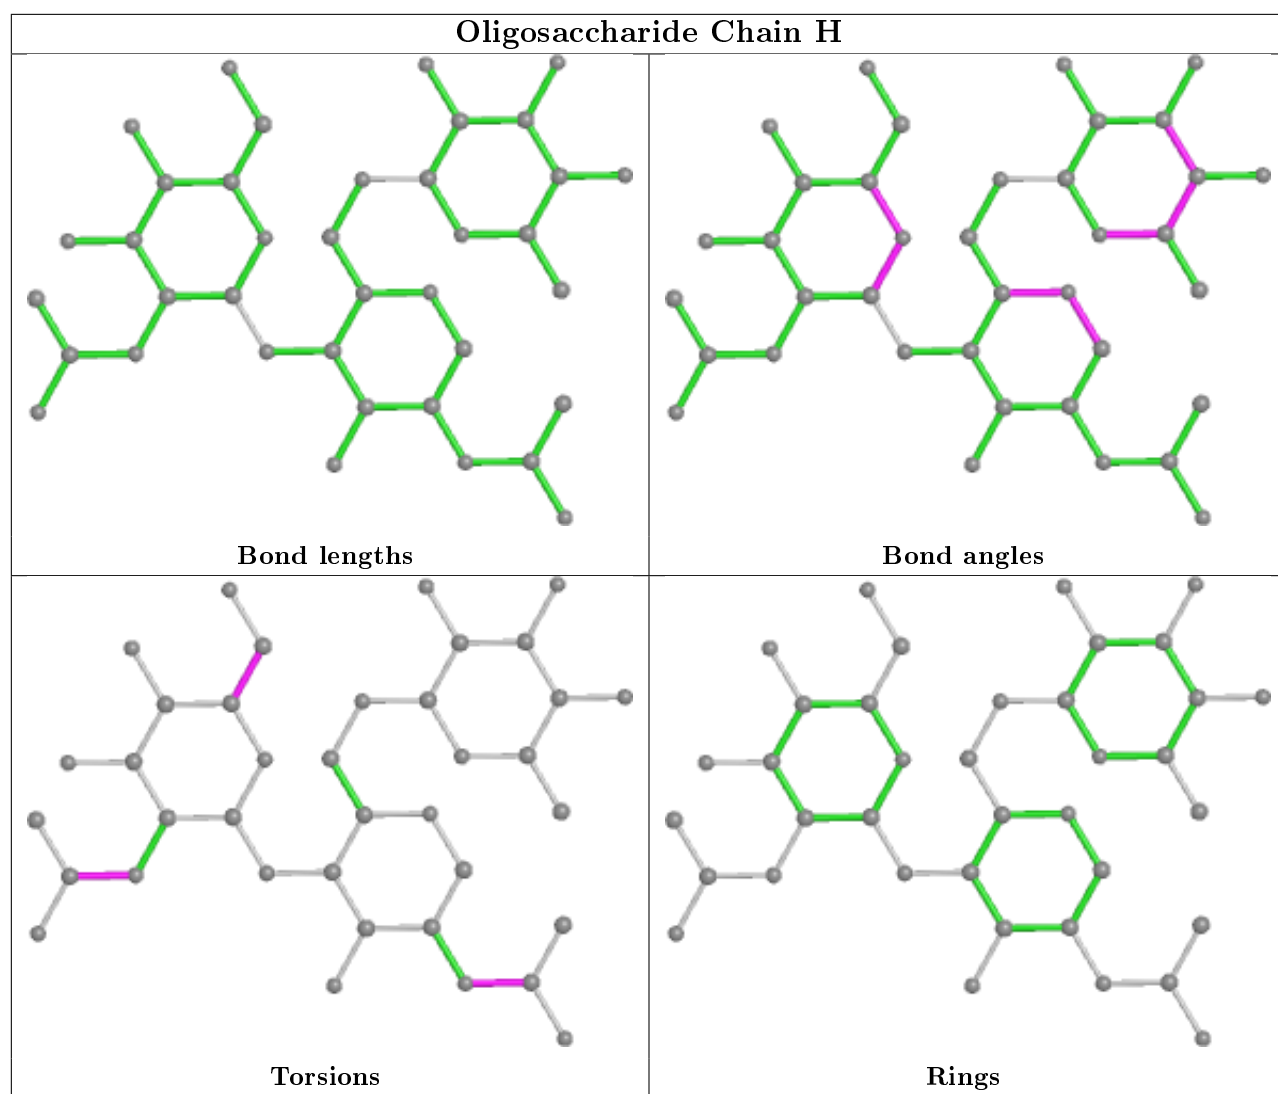 Oligosaccharide Chain H
Bond lengths
Bond angles
Torsions
Rings